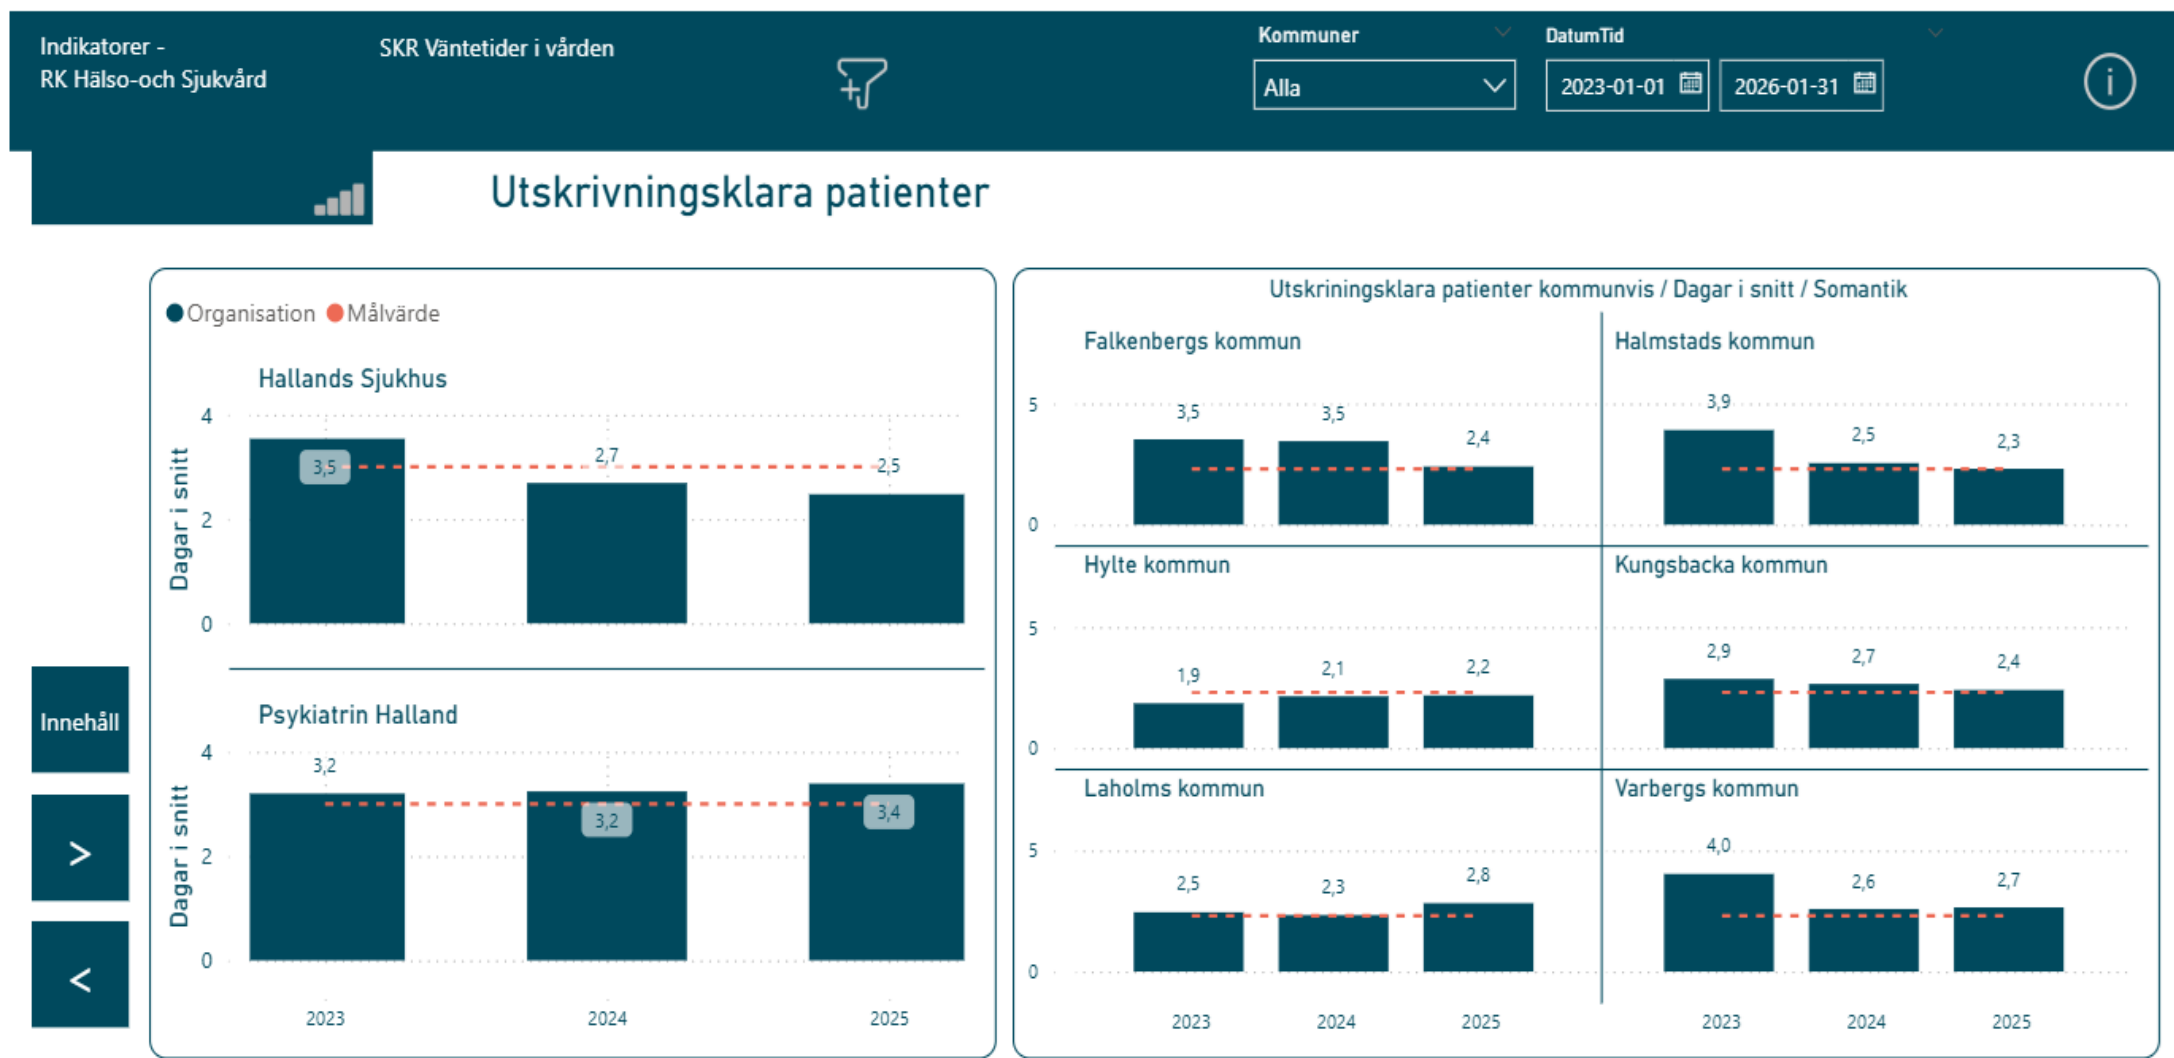 Indikatorer -
RK Hälso-och Sjukvård
SKR Väntetider i vården
Kommuner
Alla
DatumTid
2023-01-01
2026-01-31
i
Utskrivningsklara patienter
Organisation
Målvärde
Hallands Sjukhus
Dagar i snitt
4
2
0
3,5
2,7
2,5
Psykiatrin Halland
Dagar i snitt
4
2
0
3,2
3,2
3,4
2023
2024
2025
Innehåll
>
<
Utskriningsklara patienter kommunvis / Dagar i snitt / Somantik
Falkenbergs kommun
5
0
3,5
3,5
2,4
Halmstads kommun
3,9
2,5
2,3
Hylte kommun
5
0
1,9
2,1
2,2
Kungsbacka kommun
2,9
2,7
2,4
Laholms kommun
5
0
2,5
2,3
2,8
Varbergs kommun
4,0
2,6
2,7
2023
2024
2025
2023
2024
2025